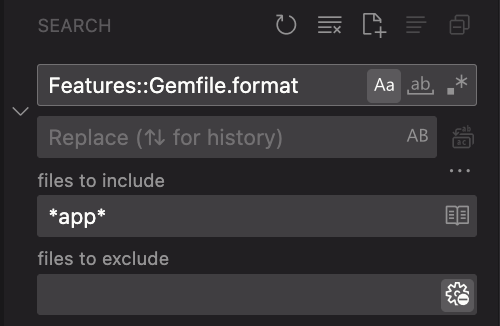 SEARCH
Features::Gemfile.format
Aa
ab
.*
Replace (⇅ for history)
AB
files to include
...
*app*
files to exclude